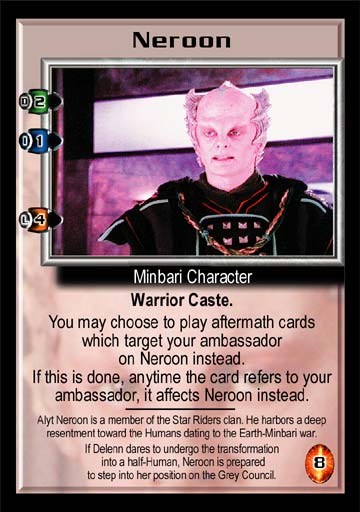 Neroon
D 2
D 1
L 4
Minbari Character
Warrior Caste.
You may choose to play aftermath cards
which target your ambassador
on Neroon instead.
If this is done, anytime the card refers to your
ambassador, it affects Neroon instead.
Alyt Neroon is a member of the Star Riders clan. He harbors a deep
resentment toward the Humans dating to the Earth-Minbari war.
If Delenn dares to undergo the transformation
into a half-Human, Neroon is prepared
to step into her position on the Grey Council.
8